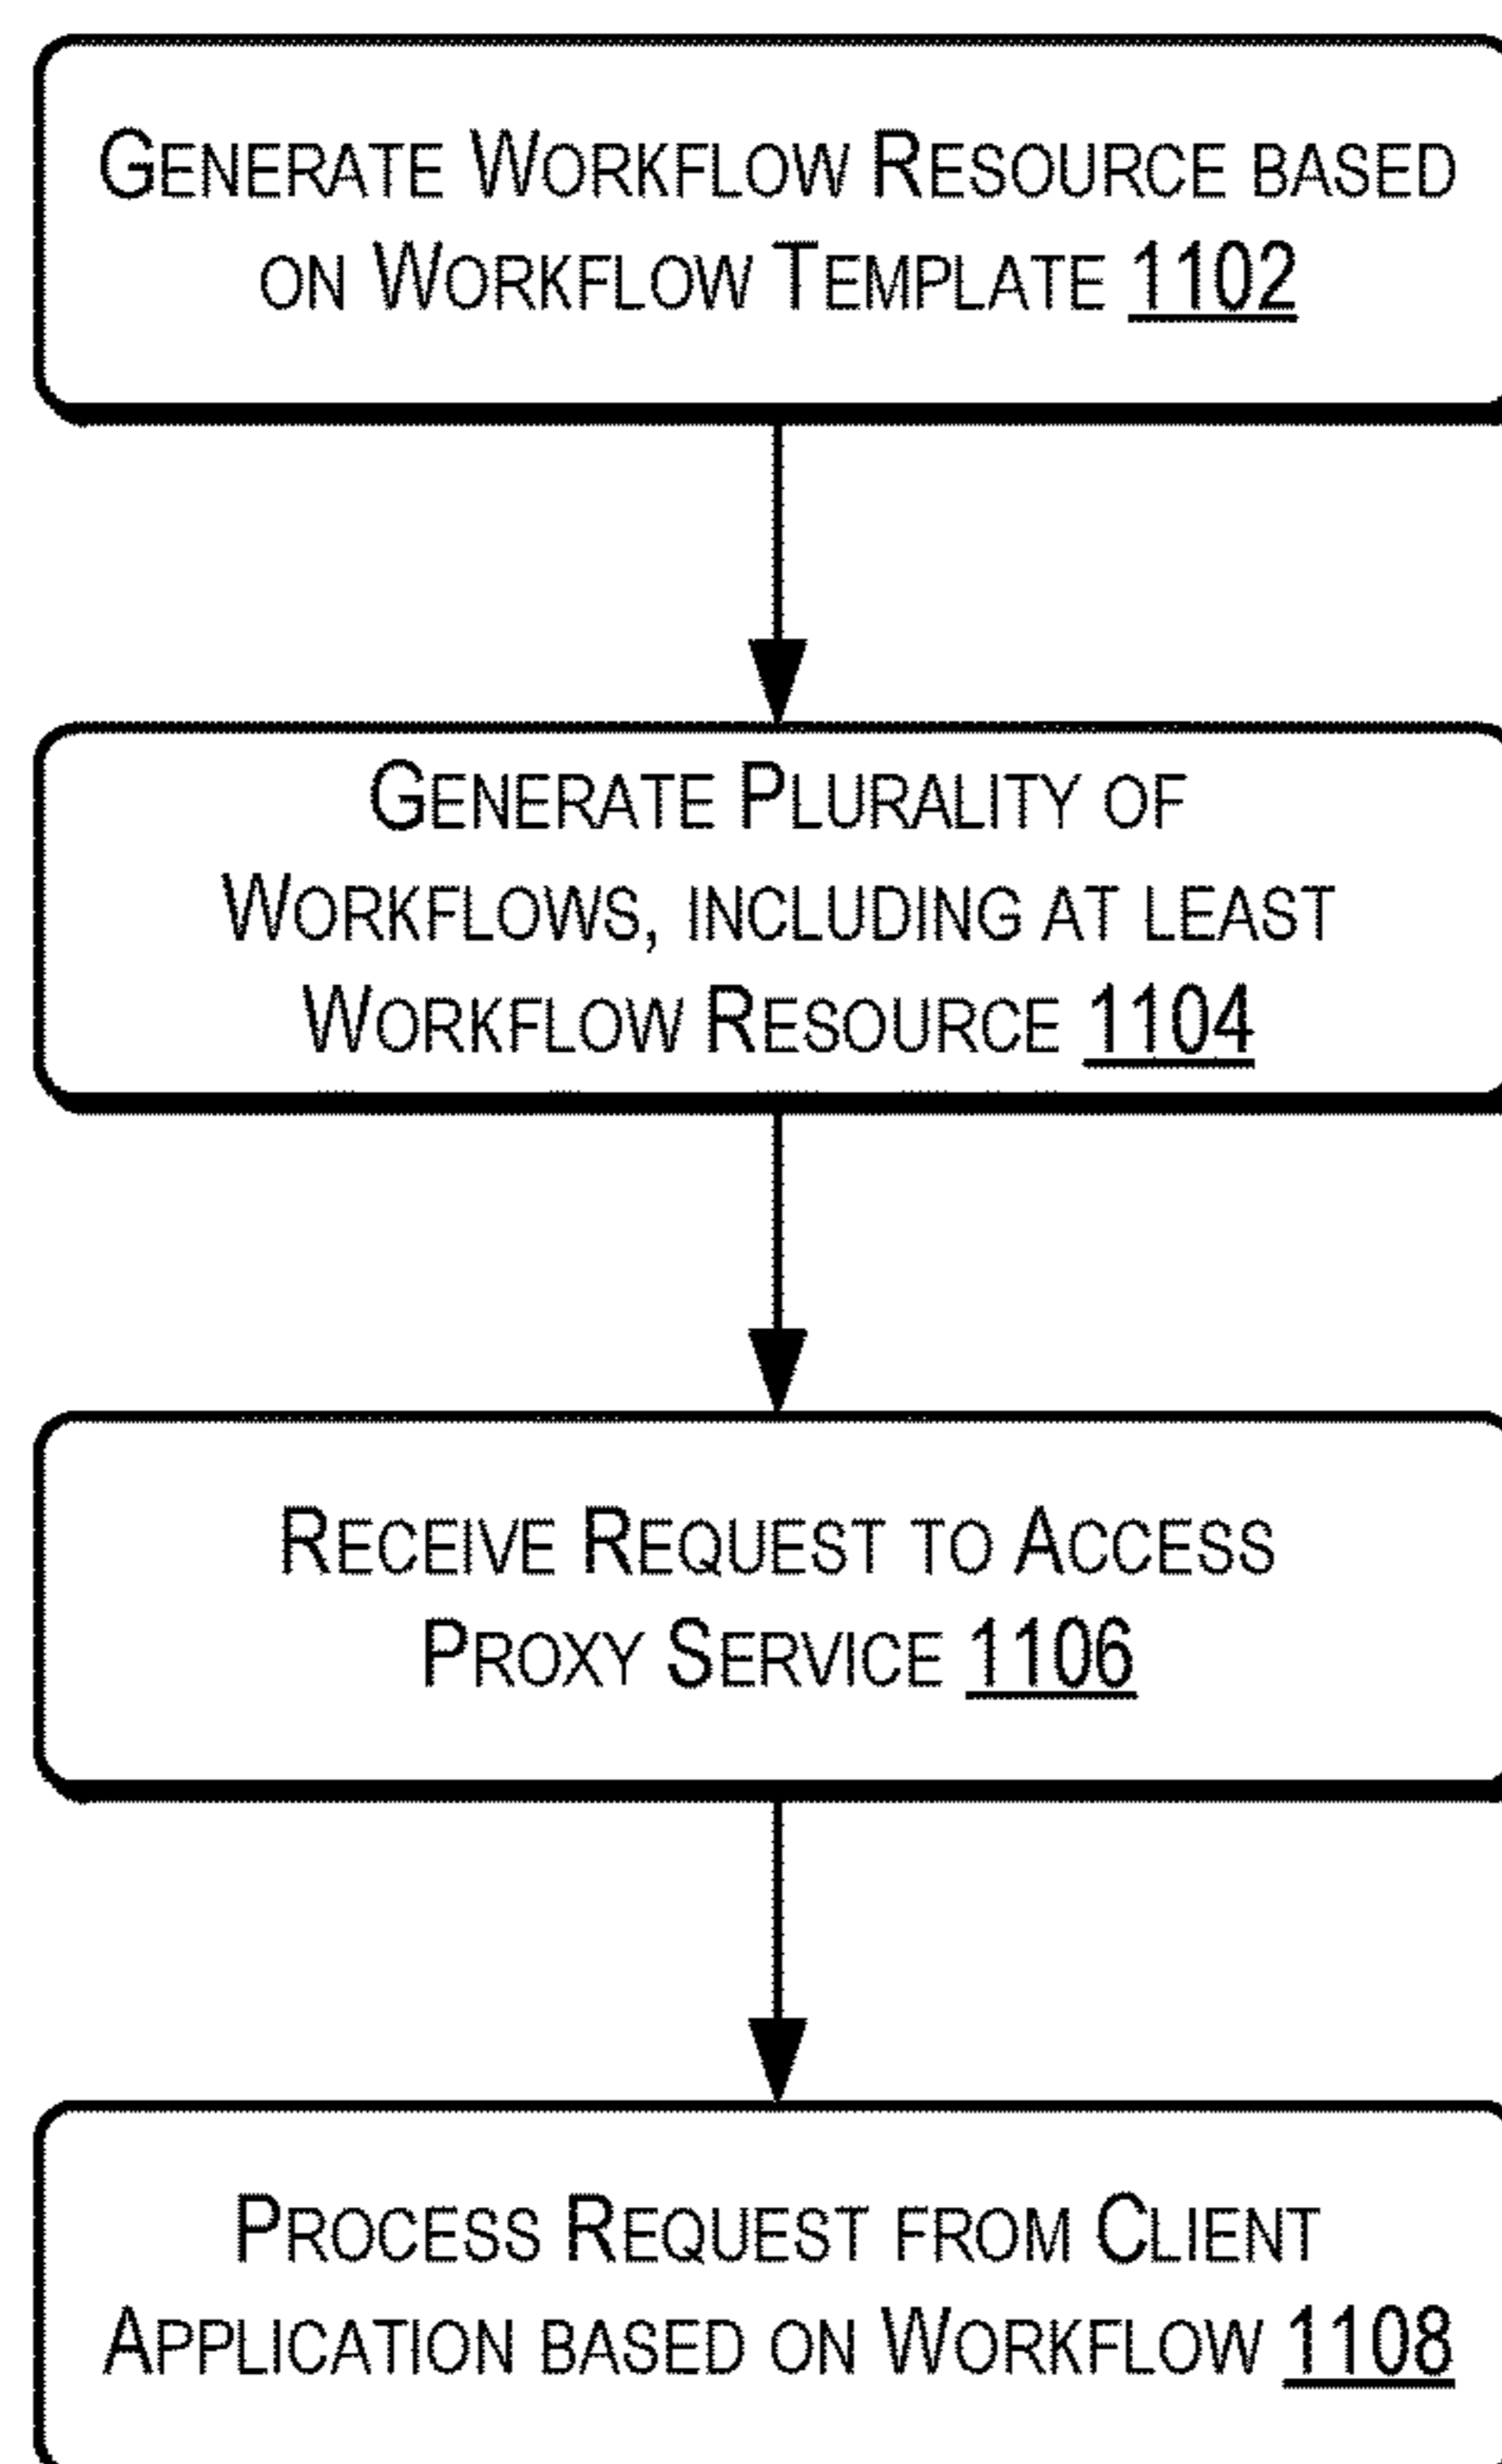 GENERATE WORKFLOW RESOURCE BASED
ON WORKFLOW TEMPLATE 1102
GENERATE PLURALITY OF
WORKFLOWS, INCLUDING AT LEAST
WORKFLOW RESOURCE 1104
RECEIVE REQUEST TO ACCESS
PROXY SERVICE 1106
PROCESS REQUEST FROM CLIENT
APPLICATION BASED ON WORKFLOW 1108